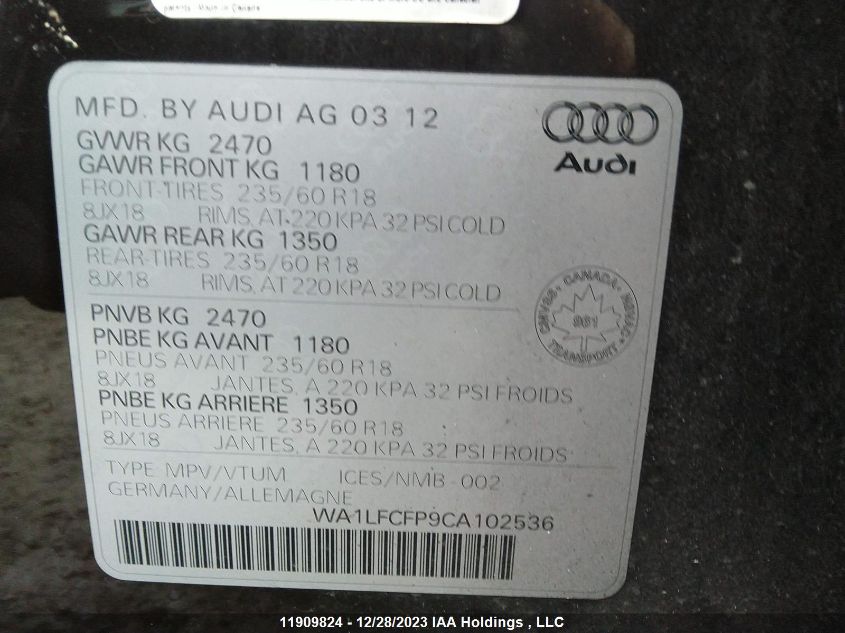 patents. Made in Canada
MFD. BY AUDI AG 03 12
Audi
GVWR KG 2470
GAWR FRONT KG 1180
FRONT-TIRES 235/60 R18
8JX18 RIMS, AT 220 KPA 32 PSI COLD
GAWR REAR KG 1350
REAR-TIRES 235/60 R18
8JX18 RIMS, AT 220 KPA 32 PSI COLD
CANADA
TRANSPORT
PNVB KG 2470
PNBE KG AVANT 1180
PNEUS AVANT 235/60 R18
8JX18 JANTES, A 220 KPA 32 PSI FROIDS
PNBE KG ARRIERE 1350
PNEUS ARRIERE 235/60 R18
8JX18 JANTES, A 220 KPA 32 PSI FROIDS
TYPE MPV/VTUM ICES/NMB-002
GERMANY/ALLEMAGNE
WA1LFCFP9CA102536
11909824 - 12/28/2023 IAA Holdings , LLC